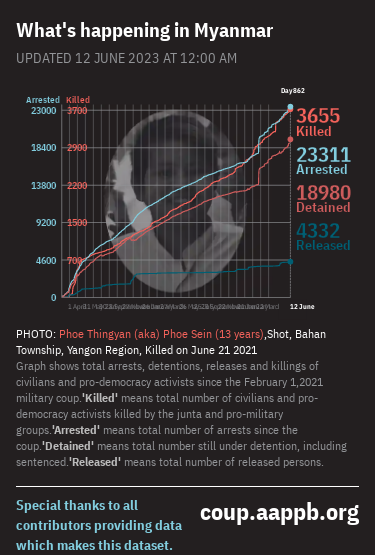 What's happening in Myanmar
UPDATED 12 JUNE 2023 AT 12:00 AM
Day862
Arrested Killed
23000 3700
3655
Killed
18400 2900
23311
Arrested
13800 2200
18980
Detained
9200 1500
4332
Released
4600 700
0
12 June
PHOTO: Phoe Thingyan (aka) Phoe Sein (13 years),Shot, Bahan
Township, Yangon Region, Killed on June 21 2021
Graph shows total arrests, detentions, releases and killings of
civilians and pro-democracy activists since the February 1,2021
military coup.'Killed' means total number of civilians and pro-
democracy activists killed by the junta and pro-military
groups.'Arrested' means total number of arrests since the
coup.'Detained' means total number still under detention, including
sentenced.'Released' means total number of released persons.
Special thanks to all
contributors providing data
which makes this dataset.
coup.aappb.org